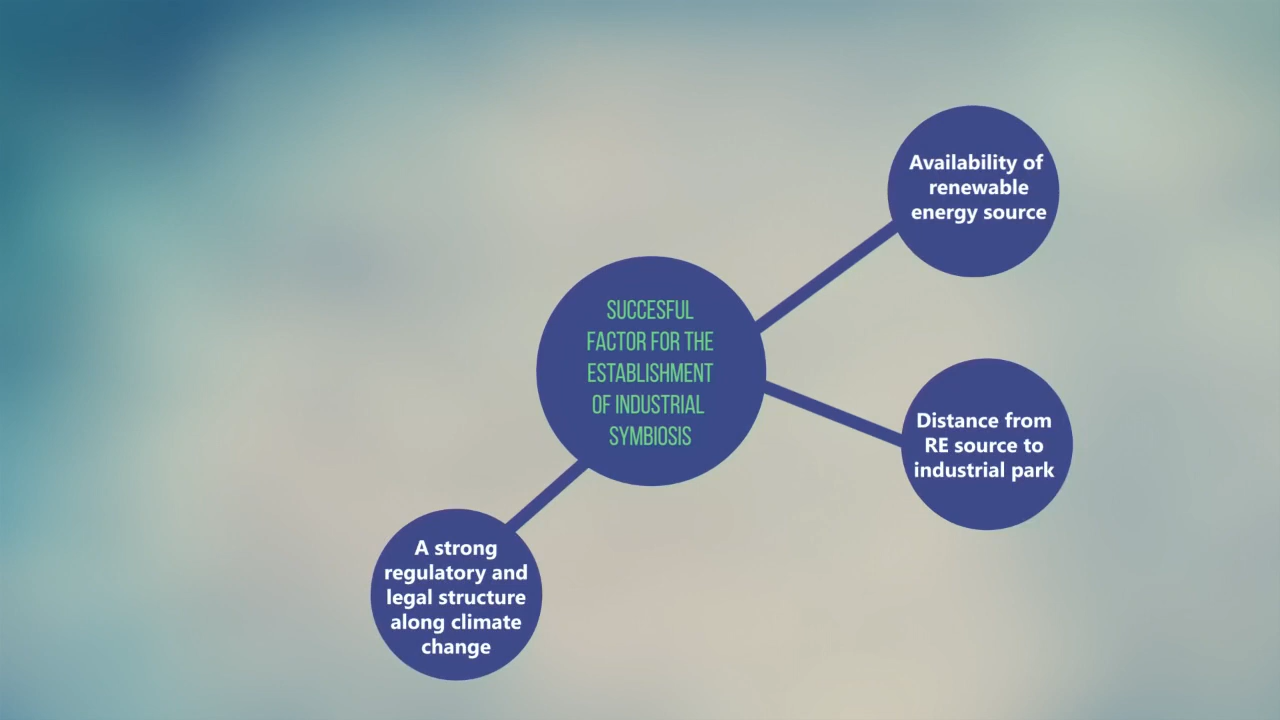 Availability of
renewable
energy source
SUCCESFUL
FACTOR FOR THE
ESTABLISHMENT
OF INDUSTRIAL
SYMBIOSIS
Distance from
RE source to
industrial park
A strong
regulatory and
legal structure
along climate
change